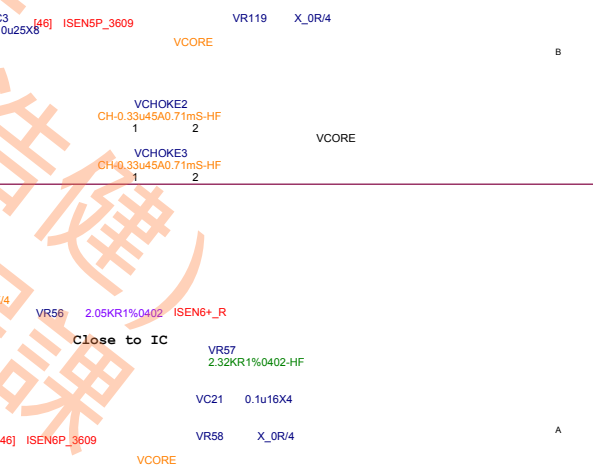 C3
0u25X8
[46] ISEN5P_3609
VR119 X_0R/4
VCORE
B
VCHOKE2
CH-0.33u45A0.71mS-HF
1 2
VCORE
VCHOKE3
CH-0.33u45A0.71mS-HF
1 2
健)
/4
VR56 2.05KR1%0402 ISEN6+_R
Close to IC
VR57
2.32KR1%0402-HF
課
VC21 0.1u16X4
46] ISEN6P_3609
VR58 X_0R/4
A
VCORE